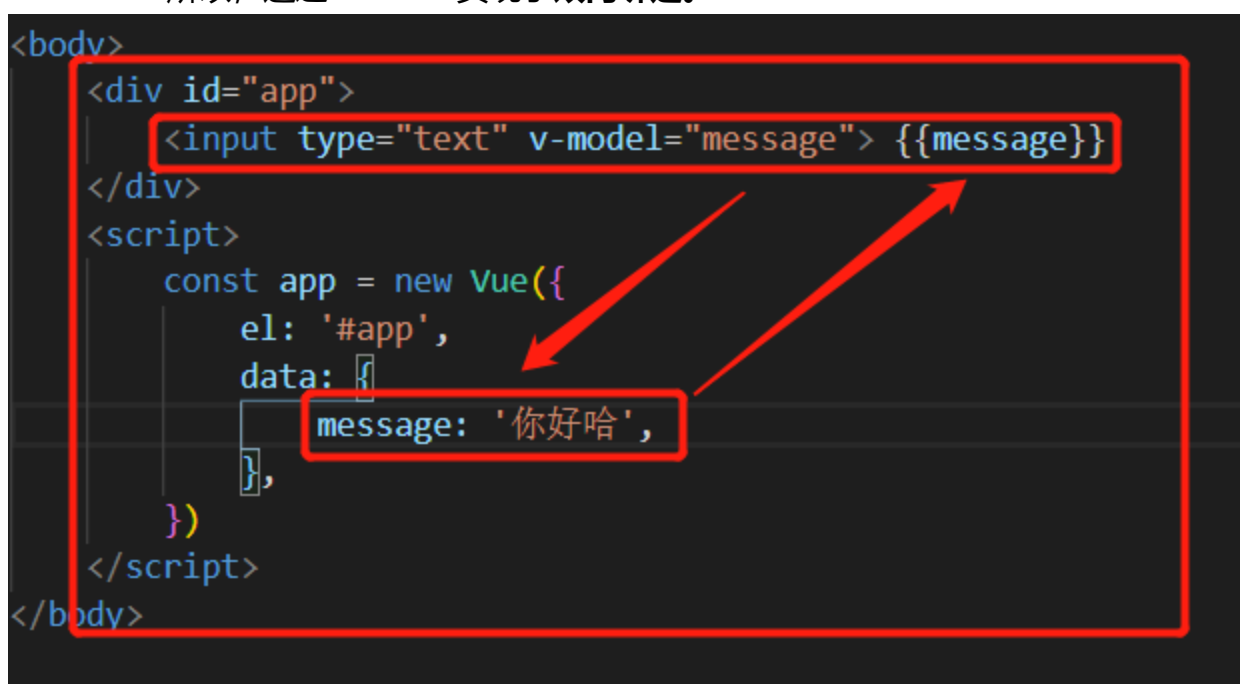 <body>
<div id="app">
<input type="text" v-model="message"> {{message}}
</div>
<script>
const app = new Vue({
el: '#app',
data: {
message: '你好哈',
},
})
</script>
</body>